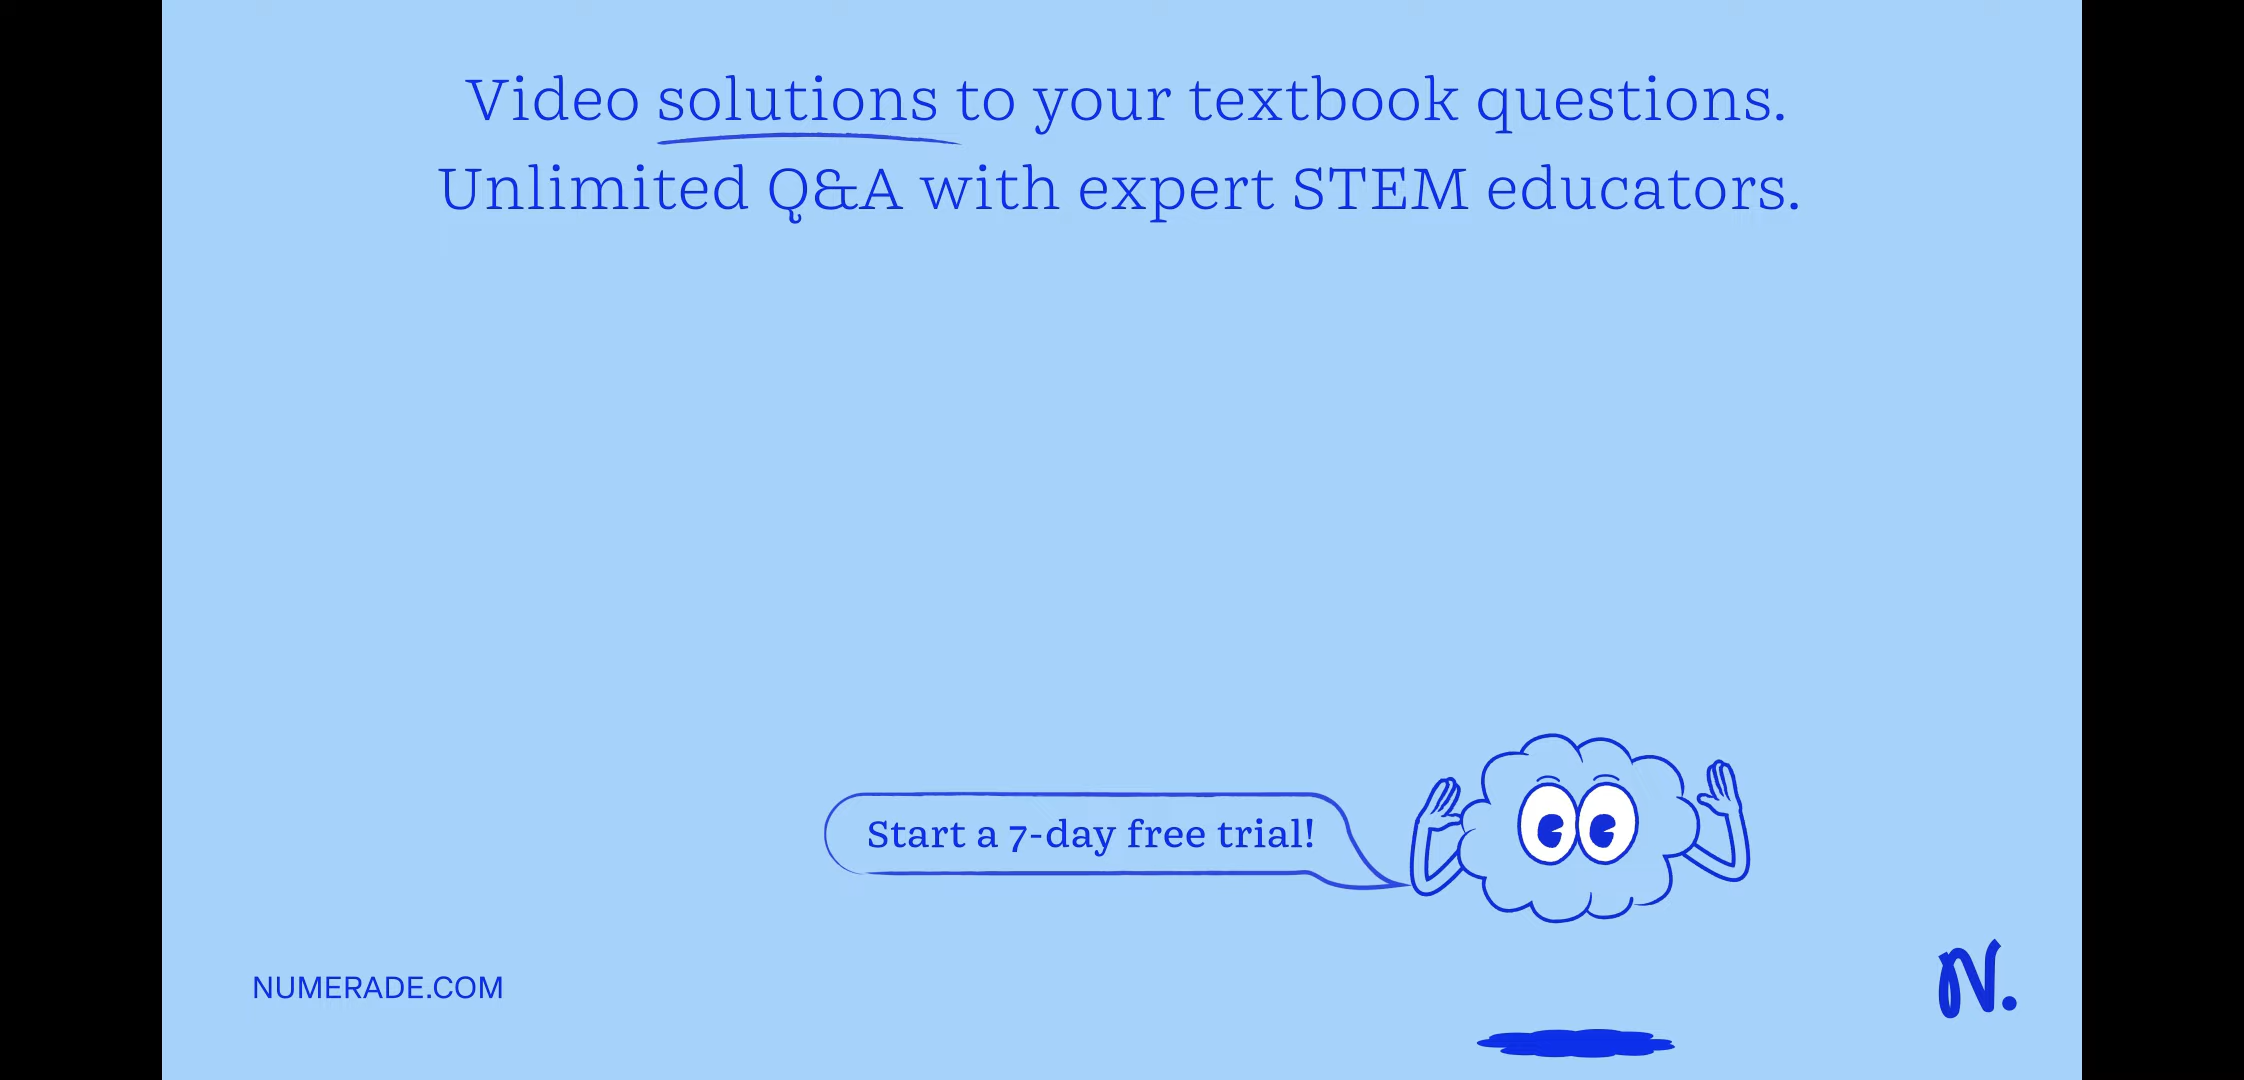 Video solutions to your textbook questions.
Unlimited Q&A with expert STEM educators.
Start a 7-day free trial!
NUMERADE.COM
N.